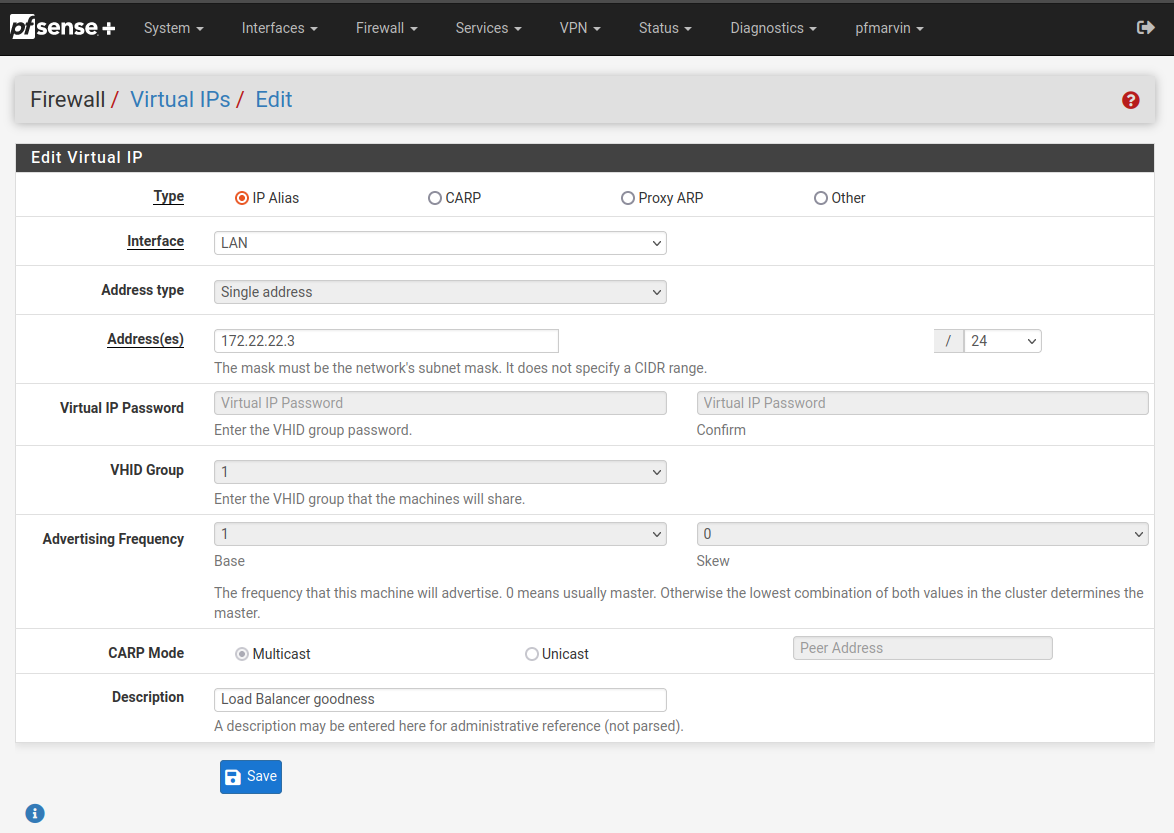 pfsense + System Interfaces Firewall Services VPN Status Diagnostics pfmarvin
Firewall / Virtual IPs / Edit ?
Edit Virtual IP
Type IP Alias CARP Proxy ARP Other
Interface LAN
Address type Single address
Address(es) 172.22.22.3 / 24
The mask must be the network's subnet mask. It does not specify a CIDR range.
Virtual IP Password Virtual IP Password Virtual IP Password
Enter the VHID group password. Confirm
VHID Group 1
Enter the VHID group that the machines will share.
Advertising Frequency 1 0
Base Skew
The frequency that this machine will advertise. 0 means usually master. Otherwise the lowest combination of both values in the cluster determines the
master.
CARP Mode Multicast Unicast Peer Address
Description Load Balancer goodness
A description may be entered here for administrative reference (not parsed).
Save
i